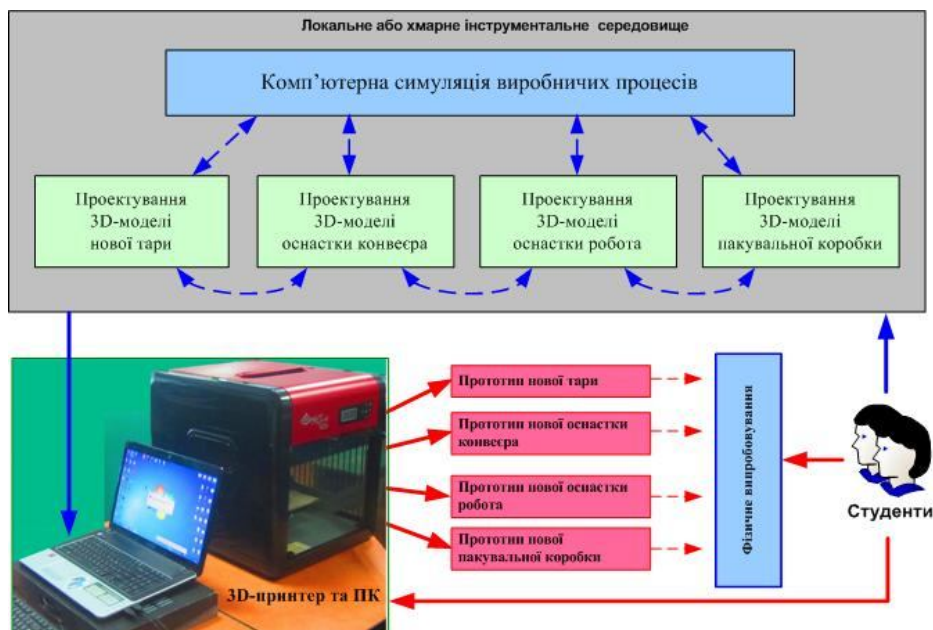 Локальне або хмарне інструментальне середовище
Комп’ютерна симуляція виробничих процесів
Проектування
3D-моделі
нової тари
Проектування
3D-моделі
оснастки конвеєра
Проектування
3D-моделі
оснастки робота
Проектування
3D-моделі
пакувальної коробки
Прототип нової тари
Прототип нової оснастки
конвеєра
Прототип нової оснастки
робота
Прототип нової
пакувальної коробки
Фізичне випробовування
Студенти
3D-принтер та ПК